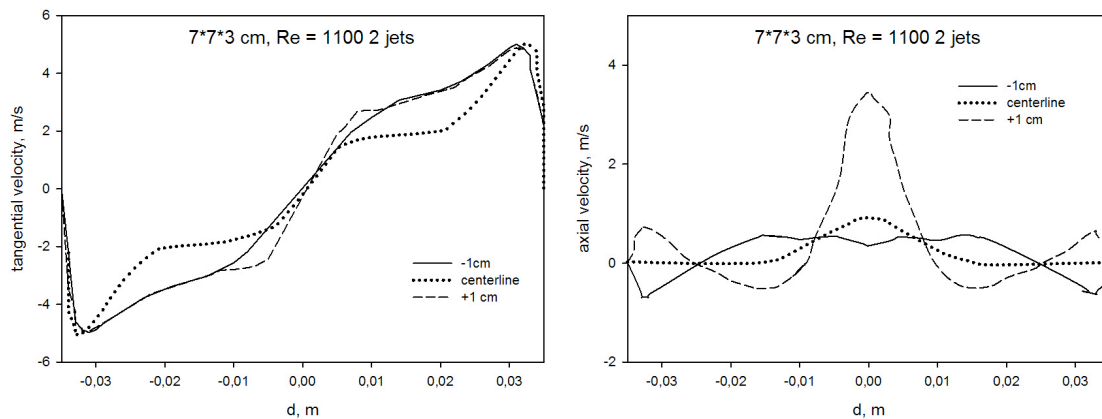 7*7*3 cm, Re = 1100 2 jets
tangential velocity, m/s
6
4
2
0
-2
-4
-6
-1cm
centerline
+1 cm
-0,03
-0,02
-0,01
0,00
0,01
0,02
0,03
d, m
7*7*3 cm, Re = 1100 2 jets
axial velocity, m/s
4
2
0
-2
-1cm
centerline
+1 cm
-0,03
-0,02
-0,01
0,00
0,01
0,02
0,03
d, m